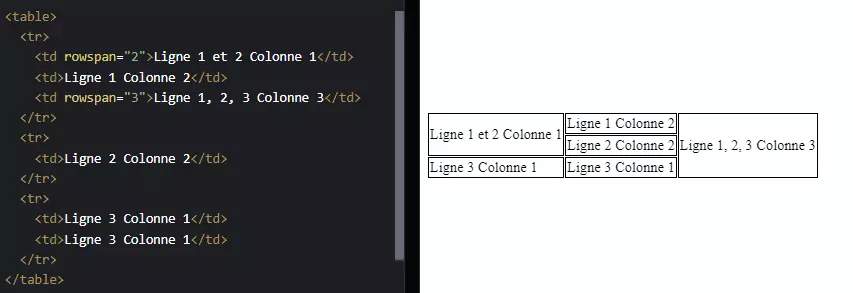 <table>
<tr>
<td rowspan="2">Ligne 1 et 2 Colonne 1</td>
<td>Ligne 1 Colonne 2</td>
<td rowspan="3">Ligne 1, 2, 3 Colonne 3</td>
</tr>
<tr>
<td>Ligne 2 Colonne 2</td>
</tr>
<tr>
<td>Ligne 3 Colonne 1</td>
<td>Ligne 3 Colonne 1</td>
</tr>
</table>
Ligne 1 et 2 Colonne 1
Ligne 1 Colonne 2
Ligne 2 Colonne 2
Ligne 1, 2, 3 Colonne 3
Ligne 3 Colonne 1
Ligne 3 Colonne 1